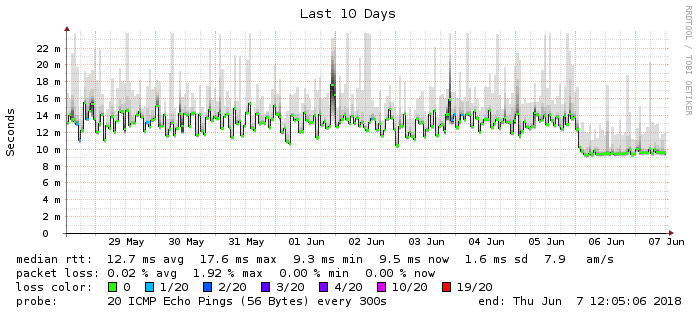 Last 10 Days
RRDTOOL / TOBI OETIKER
Seconds
22 m
20 m
18 m
16 m
14 m
12 m
10 m
8 m
6 m
4 m
2 m
0
29 May 30 May 31 May 01 Jun 02 Jun 03 Jun 04 Jun 05 Jun 06 Jun 07 Jun
median rtt: 12.7 ms avg 17.6 ms max 9.3 ms min 9.5 ms now 1.6 ms sd 7.9 am/s
packet loss: 0.02 % avg 1.92 % max 0.00 % min 0.00 % now
loss color: 0 1/20 2/20 3/20 4/20 10/20 19/20
probe: 20 ICMP Echo Pings (56 Bytes) every 300s end: Thu Jun 7 12:05:06 2018